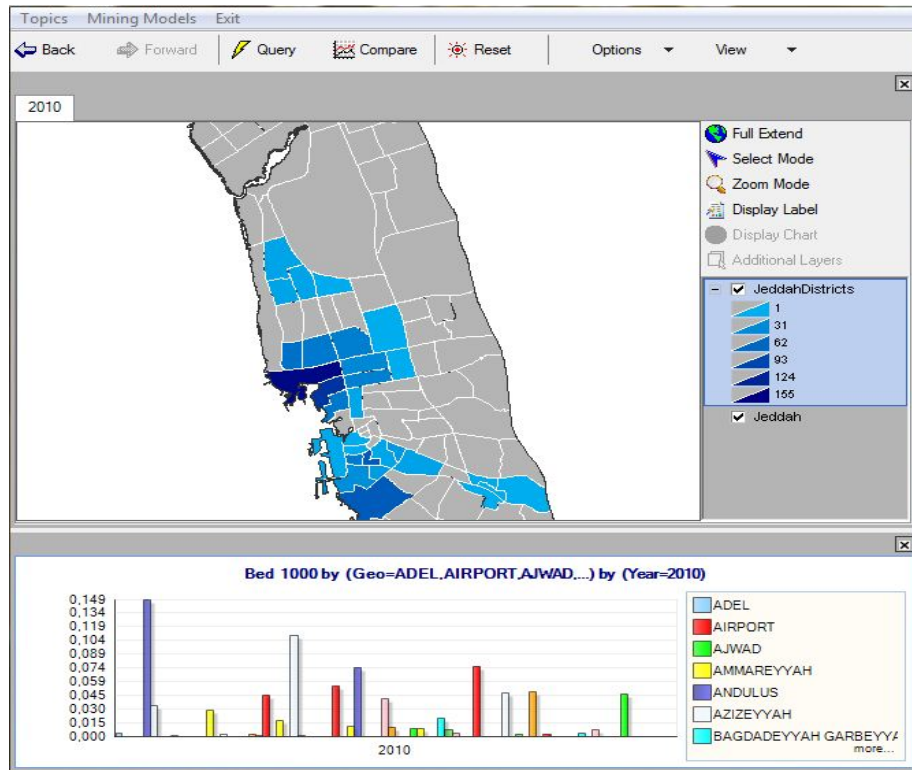 Topics Mining Models Exit
Back Forward Query Compare Reset Options View
2010
Full Extend
Select Mode
Zoom Mode
Display Label
Display Chart
Additional Layers
JeddahDistricts
1
31
62
93
124
155
Jeddah
Bed 1000 by (Geo=ADEL,AIRPORT,AJWAD,...) by (Year=2010)
0,149
0,134
0,119
0,104
0,089
0,074
0,060
0,045
0,030
0,015
0,000
2010
ADEL
AIRPORT
AJWAD
AMMAREYYAH
ANDULUS
AZIZEYYAH
BAGDADEYYAH GARBEYYA
more...